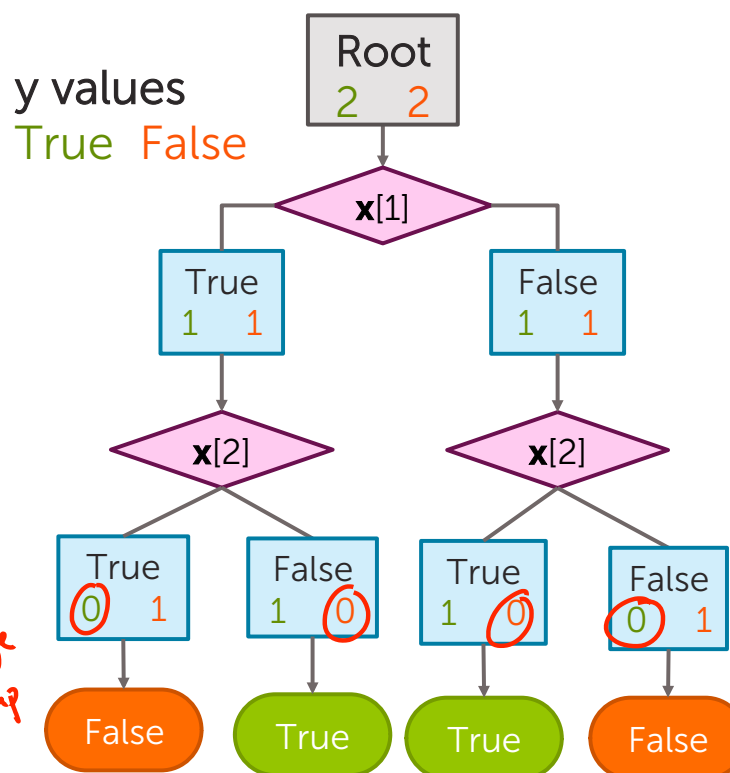 Root
2 2
y values
True False
x[1]
True False
1 1 1 1
x[2] x[2]
True False True False
0 1 1 0 1 0 0 1
False True True False